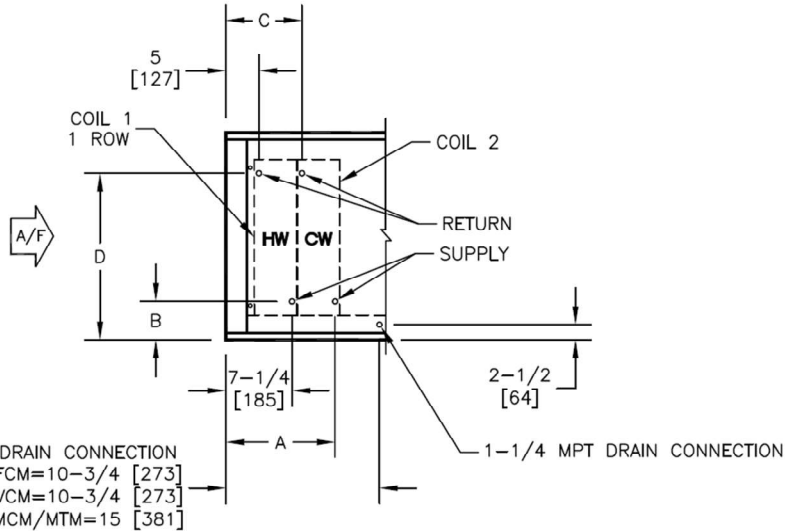 C
5
[127]
COIL 1
1 ROW
COIL 2
A/F
D
HW
CW
RETURN
SUPPLY
B
7-1/4
[185]
2-1/2
[64]
A
1-1/4 MPT DRAIN CONNECTION
DRAIN CONNECTION
FCM=10-3/4 [273]
VCM=10-3/4 [273]
MCM/MTM=15 [381]